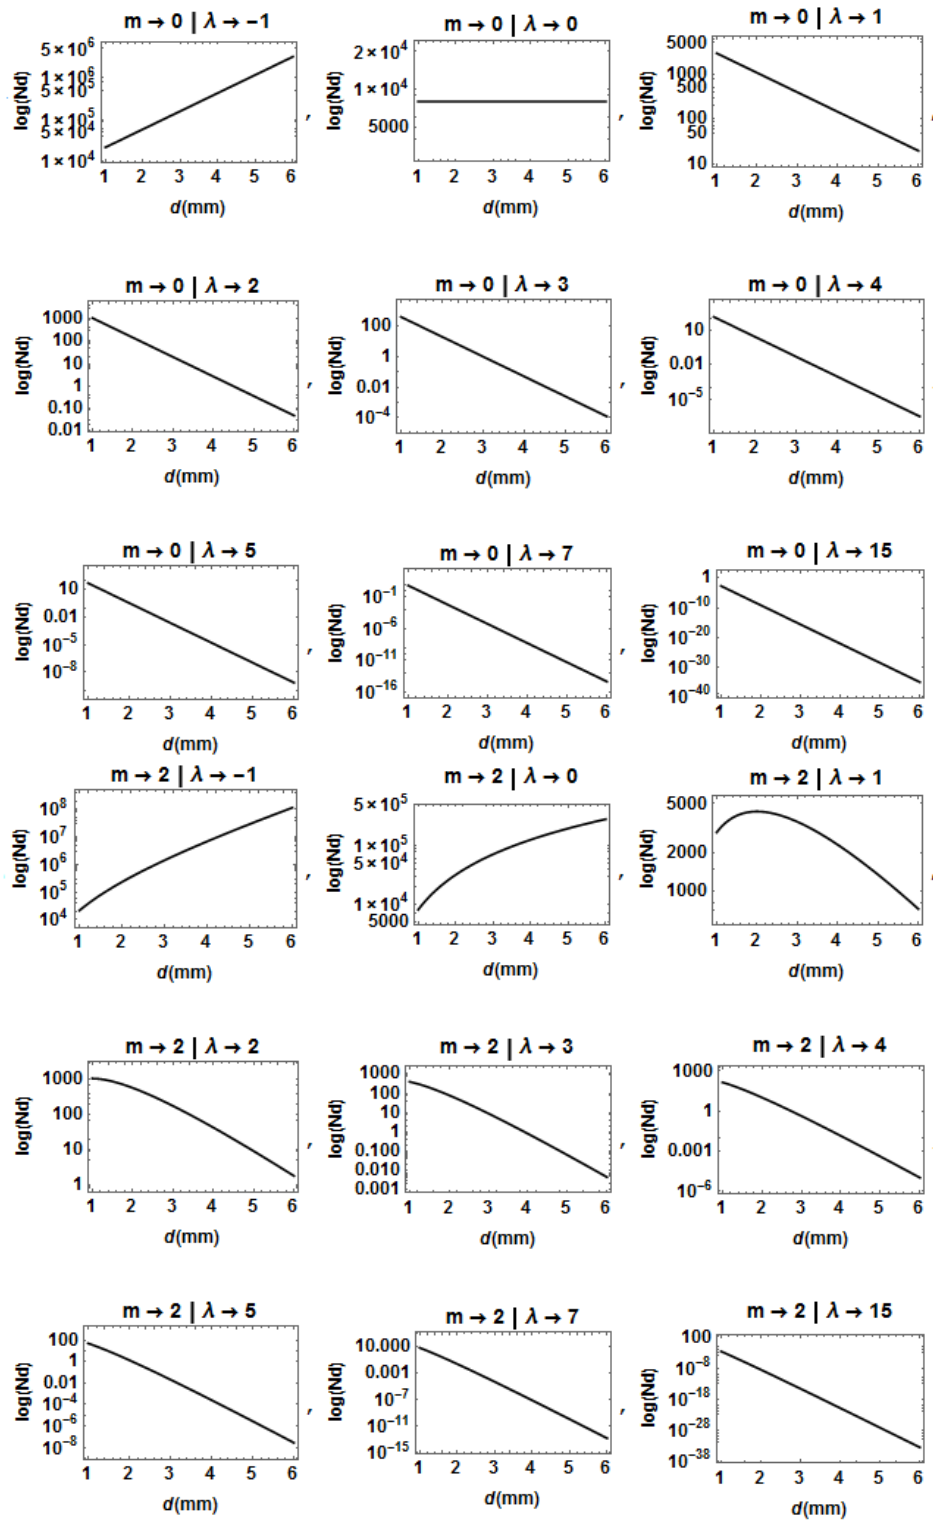 m → 0 | λ → −1
log(Nd)
5 × 10⁶
1 × 10⁶
5 × 10⁵
1 × 10⁵
5 × 10⁴
1 × 10⁴
1 2 3 4 5 6
d(mm)
,
m → 0 | λ → 0
log(Nd)
2 × 10⁴
1 × 10⁴
5000
1 2 3 4 5 6
d(mm)
,
m → 0 | λ → 1
log(Nd)
5000
1000
500
100
50
10
1 2 3 4 5 6
d(mm)
,
m → 0 | λ → 2
log(Nd)
1000
100
10
1
0.10
0.01
1 2 3 4 5 6
d(mm)
,
m → 0 | λ → 3
log(Nd)
100
1
0.01
10⁻⁴
1 2 3 4 5 6
d(mm)
,
m → 0 | λ → 4
log(Nd)
10
0.01
10⁻⁵
1 2 3 4 5 6
d(mm)
m → 0 | λ → 5
log(Nd)
10
0.01
10⁻⁵
10⁻⁸
1 2 3 4 5 6
d(mm)
,
m → 0 | λ → 7
log(Nd)
10⁻¹
10⁻⁶
10⁻¹¹
10⁻¹⁶
1 2 3 4 5 6
d(mm)
,
m → 0 | λ → 15
log(Nd)
1
10⁻¹⁰
10⁻²⁰
10⁻³⁰
10⁻⁴⁰
1 2 3 4 5 6
d(mm)
m → 2 | λ → −1
log(Nd)
10⁸
10⁷
10⁶
10⁵
10⁴
1 2 3 4 5 6
d(mm)
,
m → 2 | λ → 0
log(Nd)
5 × 10⁵
1 × 10⁵
5 × 10⁴
1 × 10⁴
5000
1 2 3 4 5 6
d(mm)
,
m → 2 | λ → 1
log(Nd)
5000
2000
1000
1 2 3 4 5 6
d(mm)
,
m → 2 | λ → 2
log(Nd)
1000
100
10
1
1 2 3 4 5 6
d(mm)
,
m → 2 | λ → 3
log(Nd)
1000
100
10
1
0.100
0.010
0.001
1 2 3 4 5 6
d(mm)
,
m → 2 | λ → 4
log(Nd)
1000
1
0.001
10⁻⁶
1 2 3 4 5 6
d(mm)
m → 2 | λ → 5
log(Nd)
100
1
0.01
10⁻⁴
10⁻⁶
10⁻⁸
1 2 3 4 5 6
d(mm)
,
m → 2 | λ → 7
log(Nd)
10.000
0.001
10⁻⁷
10⁻¹¹
10⁻¹⁵
1 2 3 4 5 6
d(mm)
,
m → 2 | λ → 15
log(Nd)
100
10⁻⁸
10⁻¹⁸
10⁻²⁸
10⁻³⁸
1 2 3 4 5 6
d(mm)